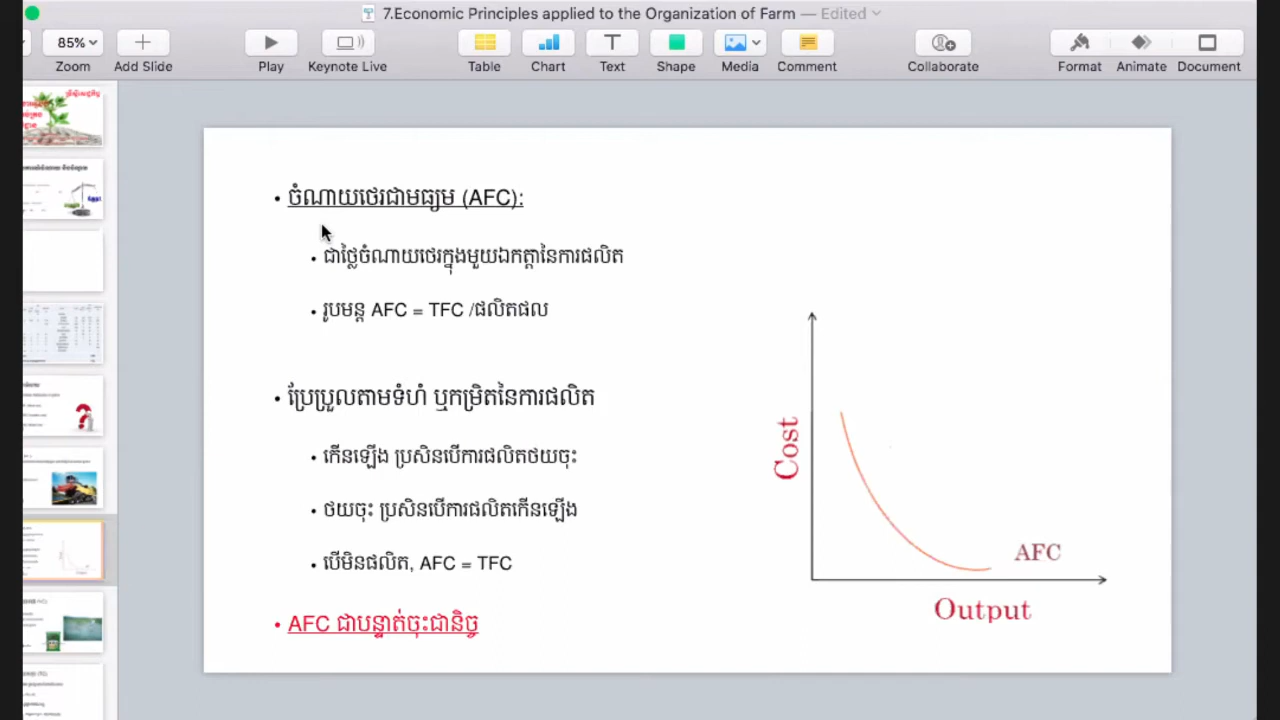 7.Economic Principles applied to the Organization of Farm — Edited
85%
Zoom
Add Slide
Play
Keynote Live
Table
Chart
Text
Shape
Media
Comment
Collaborate
Format
Animate
Document
• ចំណាយថេរជាមធ្យម (AFC):
• ជាថ្លៃចំណាយថេរក្នុងមួយឯកត្តានៃការផលិត
• រូបមន្ត AFC = TFC /ផលិតផល
• ប្រែប្រួលតាមទំហំ ឬកម្រិតនៃការផលិត
• កើនឡើង ប្រសិនបើការផលិតថយចុះ
• ថយចុះ ប្រសិនបើការផលិតកើនឡើង
• បើមិនផលិត, AFC = TFC
• AFC ជាបន្ទាត់ចុះជានិច្ច
Cost
AFC
Output